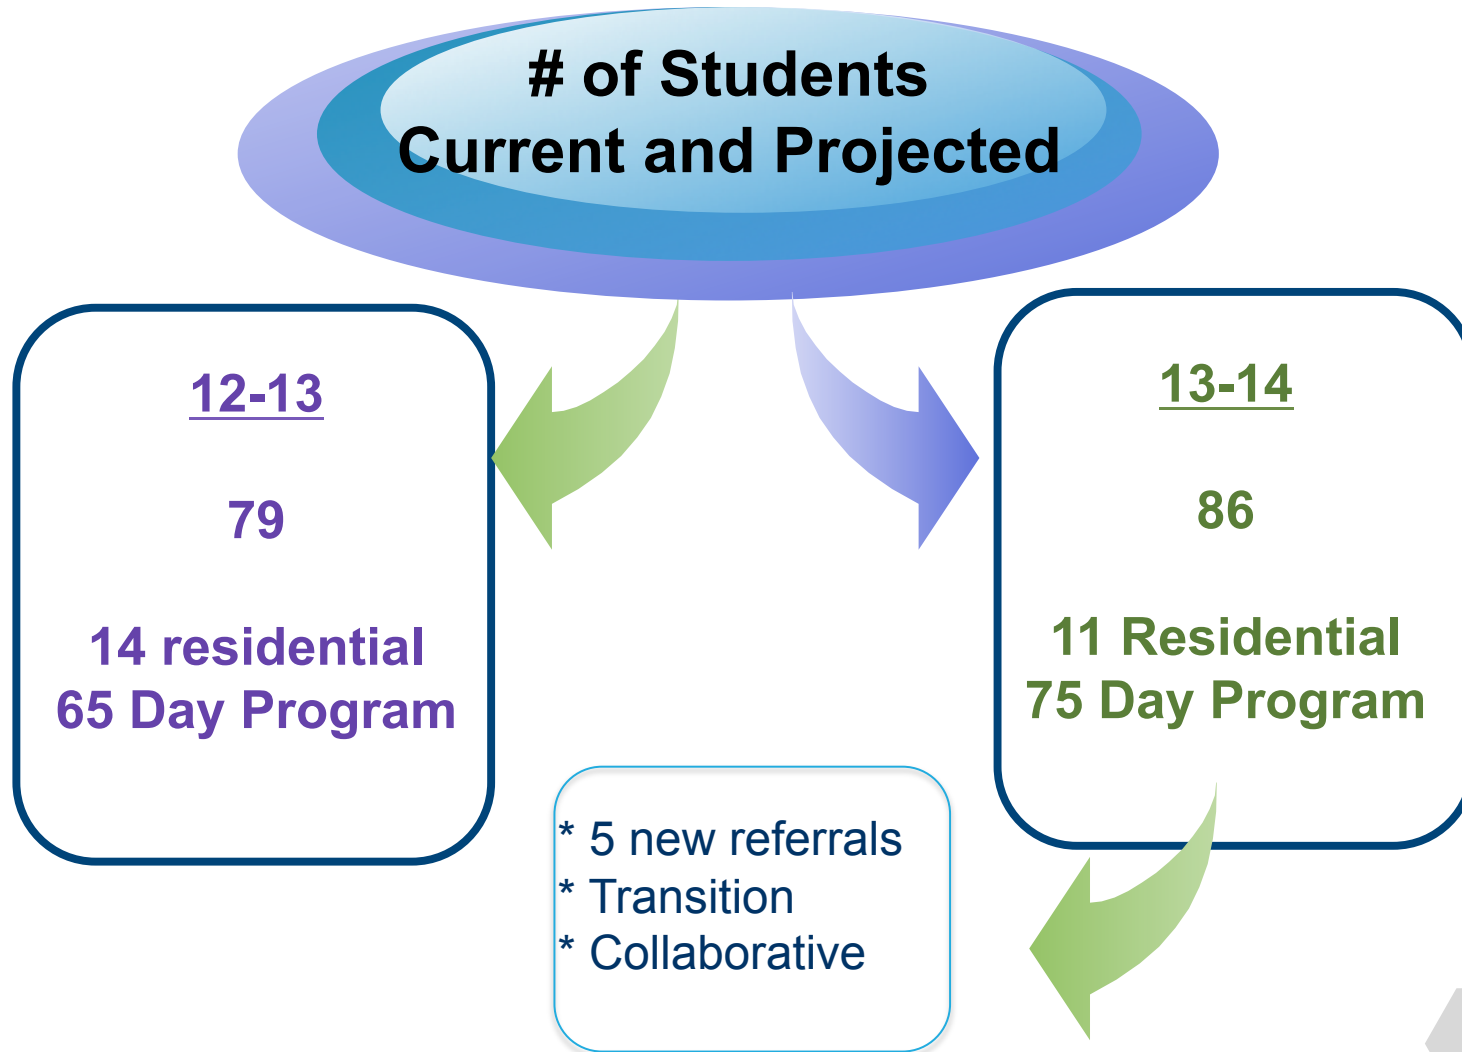 # of Students
Current and Projected
12-13
79
14 residential
65 Day Program
13-14
86
11 Residential
75 Day Program
* 5 new referrals
* Transition
* Collaborative